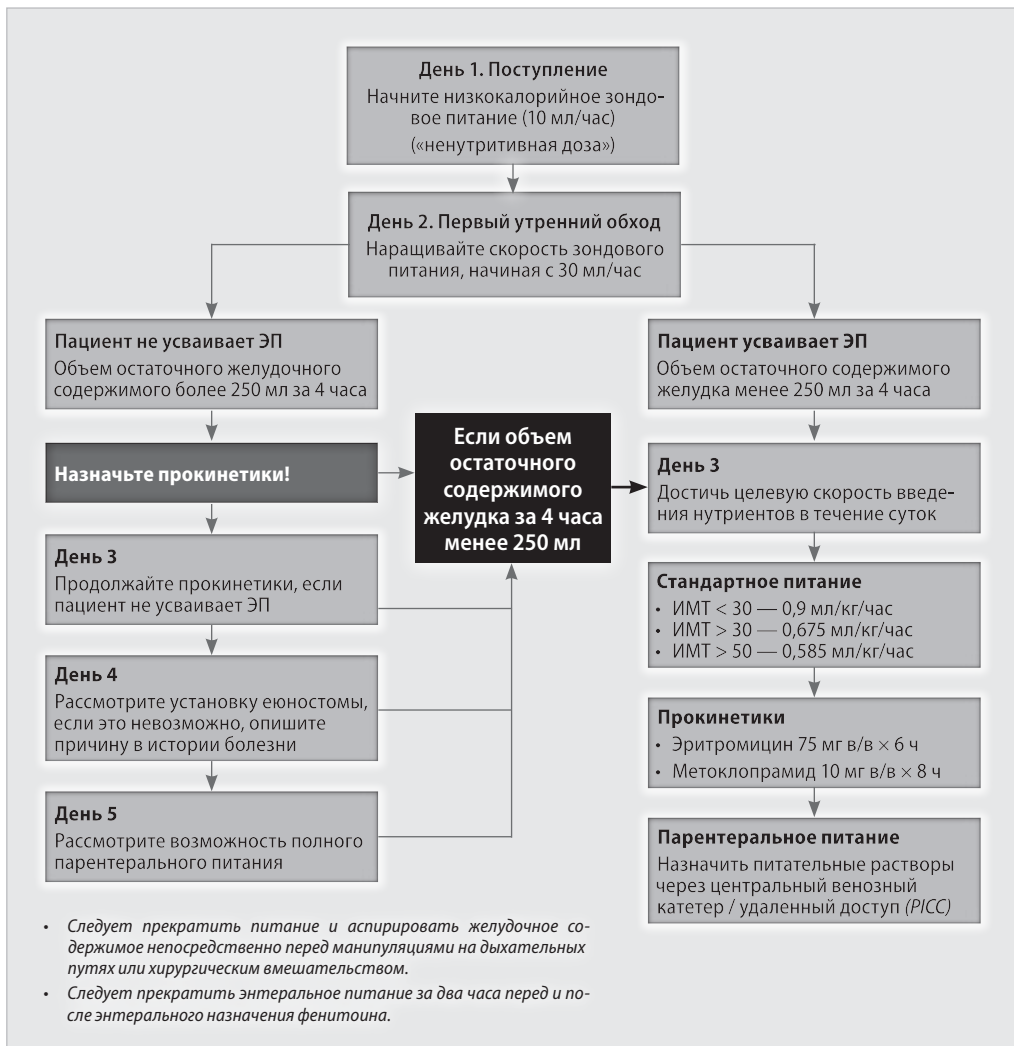 День 1. Поступление
Начните низкокалорийное зондо-
вое питание (10 мл/час)
(«ненутритивная доза»)
День 2. Первый утренний обход
Наращивайте скорость зондового
питания, начиная с 30 мл/час
Пациент не усваивает ЭП
Объем остаточного желудочного
содержимого более 250 мл за 4 часа
Назначьте прокинетики!
День 3
Продолжайте прокинетики, если
пациент не усваивает ЭП
День 4
Рассмотрите установку еюностомы,
если это невозможно, опишите
причину в истории болезни
День 5
Рассмотрите возможность полного
парентерального питания
Если объем
остаточного
содержимого
желудка за 4 часа
менее 250 мл
Пациент усваивает ЭП
Объем остаточного содержимого
желудка менее 250 мл за 4 часа
День 3
Достичь целевую скорость введе-
ния нутриентов в течение суток
Стандартное питание
• ИМТ < 30 — 0,9 мл/кг/час
• ИМТ > 30 — 0,675 мл/кг/час
• ИМТ > 50 — 0,585 мл/кг/час
Прокинетики
• Эритромицин 75 мг в/в × 6 ч
• Метоклопрамид 10 мг в/в × 8 ч
Парентеральное питание
Назначить питательные растворы
через центральный венозный
катетер / удаленный доступ (PICC)
• Следует прекратить питание и аспирировать желудочное со-
держимое непосредственно перед манипуляциями на дыхательных
путях или хирургическим вмешательством.
• Следует прекратить энтеральное питание за два часа перед и по-
сле энтерального назначения фенитоина.